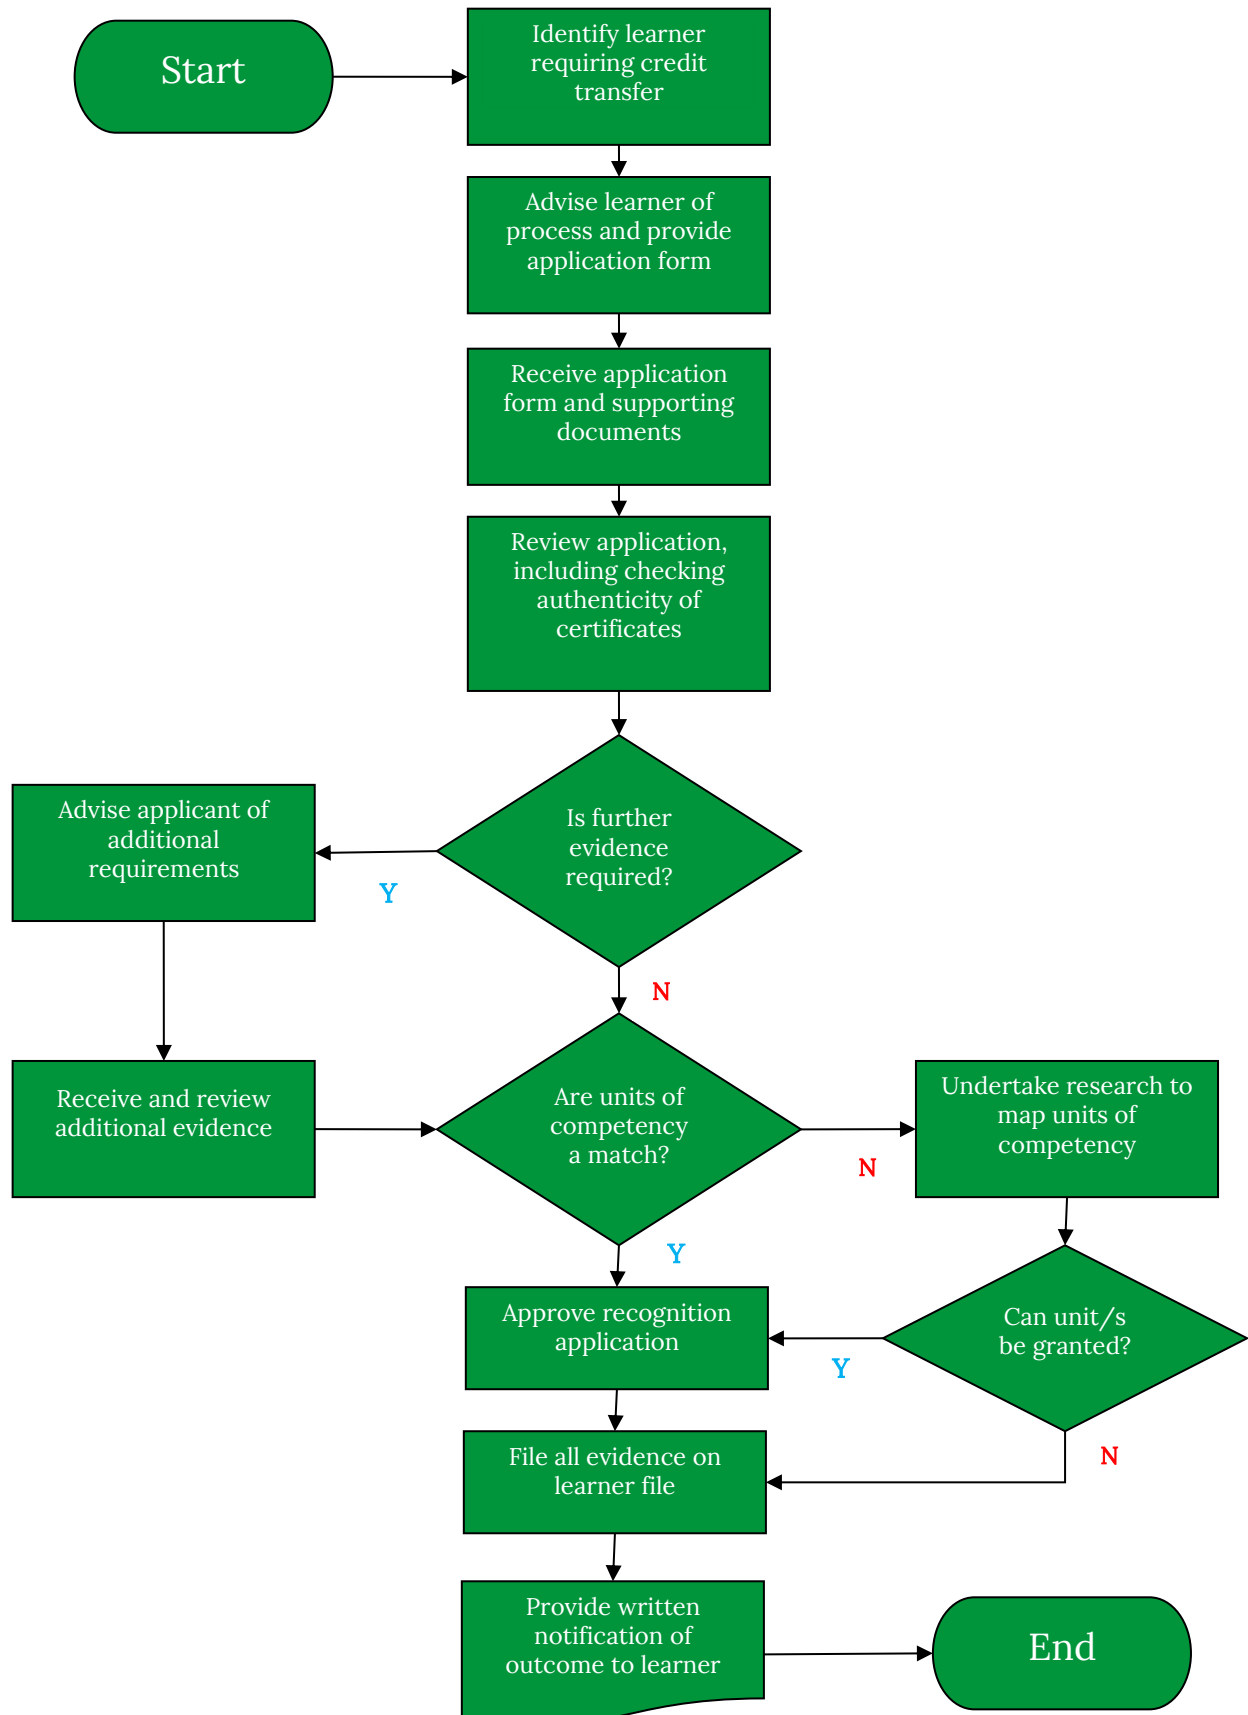 Start
Identify learner
requiring credit
transfer
Advise learner of
process and provide
application form
Receive application
form and supporting
documents
Review application,
including checking
authenticity of
certificates
Is further
evidence
required?
Y
Advise applicant of
additional
requirements
N
Receive and review
additional evidence
Are units of
competency
a match?
N
Undertake research to
map units of
competency
Y
Approve recognition
application
Can unit/s
be granted?
Y
N
File all evidence on
learner file
Provide written
notification of
outcome to learner
End